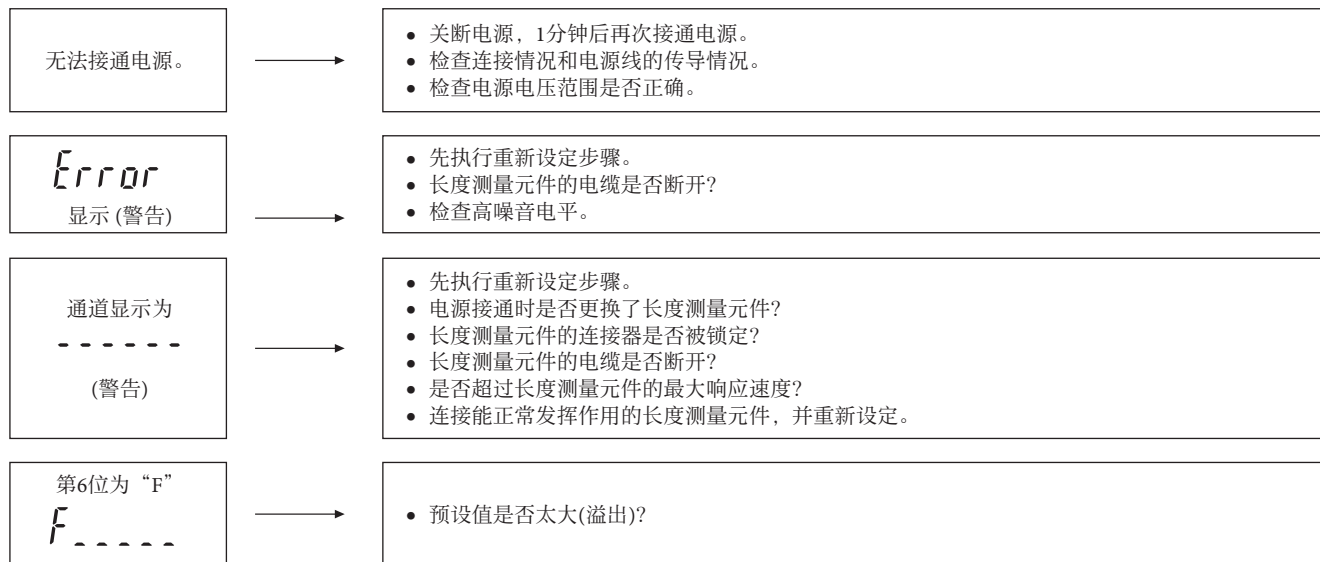 无法接通电源。
● 关断电源，1分钟后再次接通电源。
● 检查连接情况和电源线的传导情况。
● 检查电源电压范围是否正确。
Error
显示 (警告)
● 先执行重新设定步骤。
● 长度测量元件的电缆是否断开？
● 检查高噪音电平。
通道显示为
- - - - - -
(警告)
● 先执行重新设定步骤。
● 电源接通时是否更换了长度测量元件？
● 长度测量元件的连接器是否被锁定？
● 长度测量元件的电缆是否断开？
● 是否超过长度测量元件的最大响应速度？
● 连接能正常发挥作用的长度测量元件，并重新设定。
第6位为“F”
F - - - - -
● 预设值是否太大(溢出)？